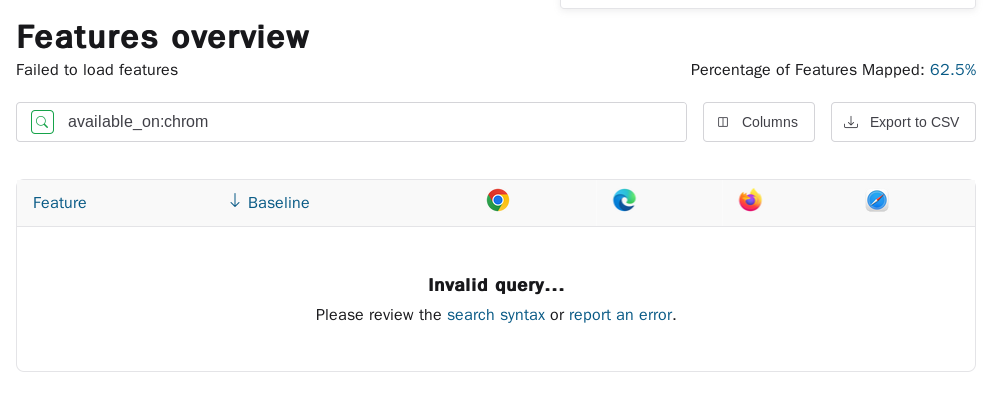 Features overview
Failed to load features
Percentage of Features Mapped: 62.5%
available_on:chrom
Columns
Export to CSV
Feature
Baseline
Invalid query...
Please review the search syntax or report an error.